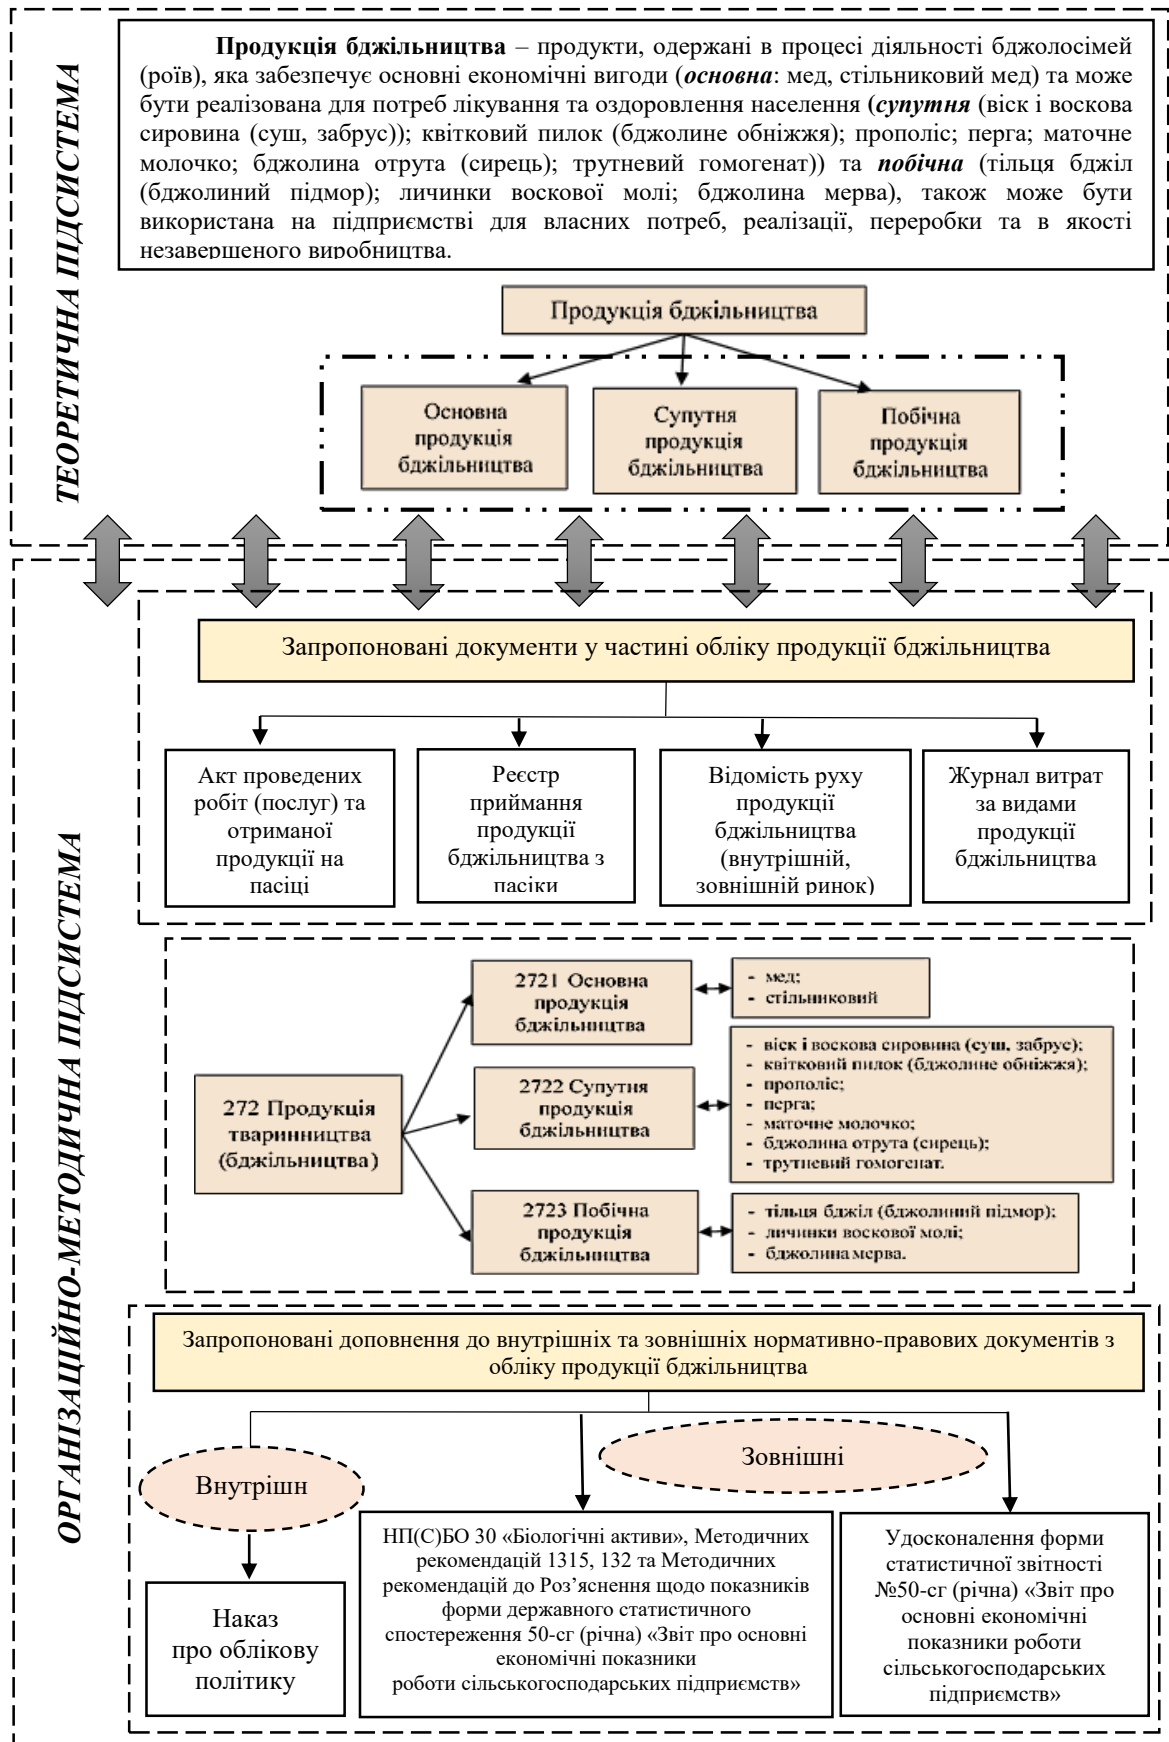 ТЕОРЕТИЧНА ПІДСИСТЕМА
Продукція бджільництва – продукти, одержані в процесі діяльності бджолосімей
(роїв), яка забезпечує основні економічні вигоди (основна: мед, стільниковий мед) та може
бути реалізована для потреб лікування та оздоровлення населення (супутня (віск і воскова
сировина (суш, забрус)); квітковий пилок (бджолине обніжжя); прополіс; перга; маточне
молочко; бджолина отрута (сирець); трутневий гомогенат)) та побічна (тільця бджіл
(бджолиний підмор); личинки воскової молі; бджолина мерва), також може бути
використана на підприємстві для власних потреб, реалізації, переробки та в якості
незавершеного виробництва.
Продукція бджільництва
Основна
продукція
бджільництва
Супутня
продукція
бджільництва
Побічна
продукція
бджільництва
ОРГАНІЗАЦІЙНО-МЕТОДИЧНА ПІДСИСТЕМА
Запропоновані документи у частині обліку продукції бджільництва
Акт проведених
робіт (послуг) та
отриманої
продукції на
пасіці
Реєстр
приймання
продукції
бджільництва з
пасіки
Відомість руху
продукції
бджільництва
(внутрішній,
зовнішній ринок)
Журнал витрат
за видами
продукції
бджільництва
272 Продукція
тваринництва
(бджільництва)
2721 Основна
продукція
бджільництва
- мед;
- стільниковий
2722 Супутня
продукція
бджільництва
- віск і воскова сировина (суш, забрус);
- квітковий пилок (бджолине обніжжя);
- прополіс;
- перга;
- маточне молочко;
- бджолина отрута (сирець);
- трутневий гомогенат.
2723 Побічна
продукція
бджільництва
- тільця бджіл (бджолиний підмор);
- личинки воскової молі;
- бджолина мерва.
Запропоновані доповнення до внутрішніх та зовнішніх нормативно-правових документів з
обліку продукції бджільництва
Внутрішн
Зовнішні
Наказ
про облікову
політику
НП(С)БО 30 «Біологічні активи», Методичних
рекомендацій 1315, 132 та Методичних
рекомендацій до Роз’яснення щодо показників
форми державного статистичного
спостереження 50-сг (річна) «Звіт про основні
економічні показники
роботи сільськогосподарських підприємств»
Удосконалення форми
статистичної звітності
№50-сг (річна) «Звіт про
основні економічні
показники роботи
сільськогосподарських
підприємств»